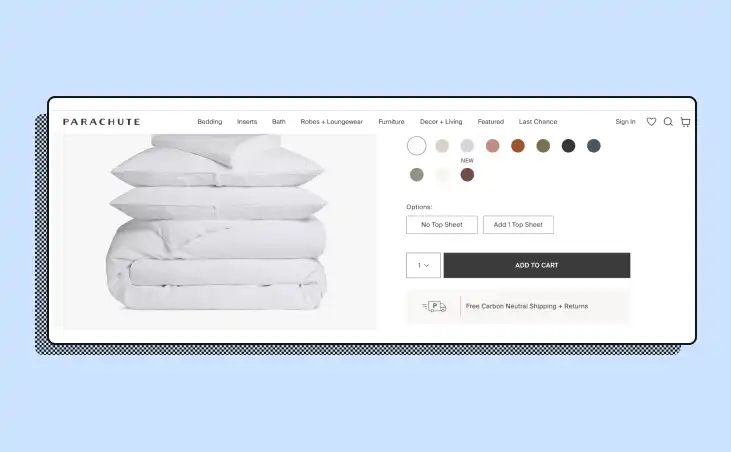 PARACHUTE Bedding Inserts Bath Robes + Loungewear Furniture Decor + Living Featured Last Chance Sign In
NEW
Options:
No Top Sheet Add 1 Top Sheet
1 ADD TO CART
P Free Carbon Neutral Shipping + Returns